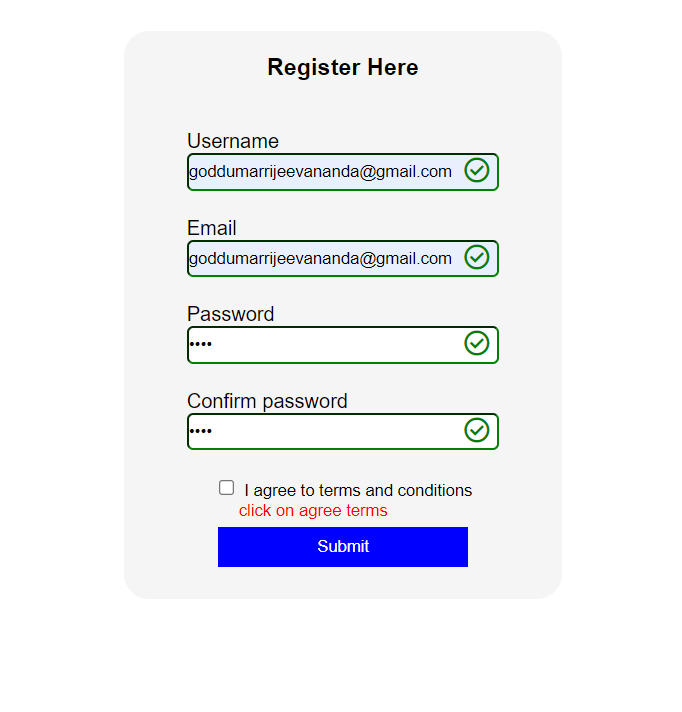 Register Here
Username
goddumarrijeevananda@gmail.com
Email
goddumarrijeevananda@gmail.com
Password
••••
Confirm password
••••
I agree to terms and conditions
click on agree terms
Submit